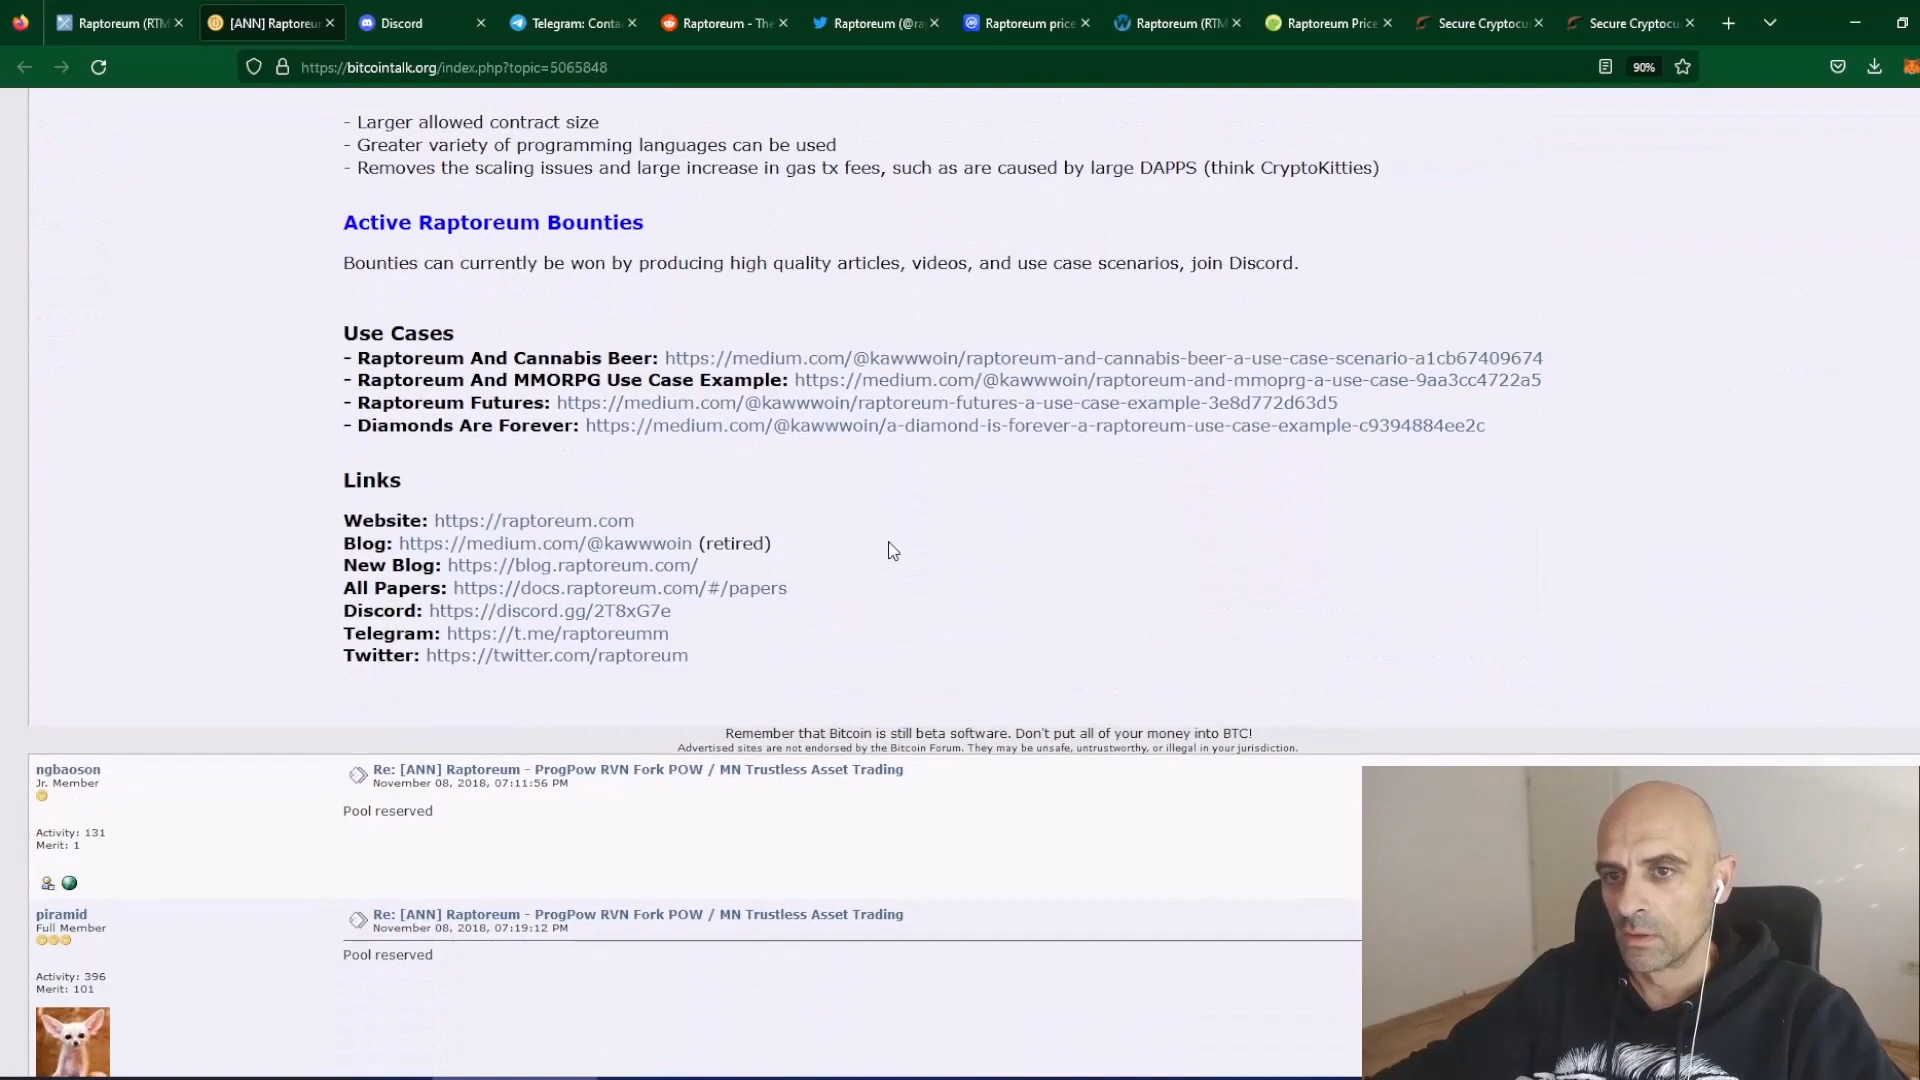 Raptoreum (RTM
[ANN] Raptoreu
Discord
Telegram: Conta
Raptoreum - The
Raptoreum (@ra
Raptoreum price
Raptoreum (RTM
Raptoreum Price
Secure Cryptocu
Secure Cryptocu
https://bitcointalk.org/index.php?topic=5065848
90%
- Larger allowed contract size
- Greater variety of programming languages can be used
- Removes the scaling issues and large increase in gas tx fees, such as are caused by large DAPPS (think CryptoKitties)
Active Raptoreum Bounties
Bounties can currently be won by producing high quality articles, videos, and use case scenarios, join Discord.
Use Cases
- Raptoreum And Cannabis Beer: https://medium.com/@kawwwoin/raptoreum-and-cannabis-beer-a-use-case-scenario-a1cb67409674
- Raptoreum And MMORPG Use Case Example: https://medium.com/@kawwwoin/raptoreum-and-mmoprg-a-use-case-9aa3cc4722a5
- Raptoreum Futures: https://medium.com/@kawwwoin/raptoreum-futures-a-use-case-example-3e8d772d63d5
- Diamonds Are Forever: https://medium.com/@kawwwoin/a-diamond-is-forever-a-raptoreum-use-case-example-c9394884ee2c
Links
Website: https://raptoreum.com
Blog: https://medium.com/@kawwwoin (retired)
New Blog: https://blog.raptoreum.com/
All Papers: https://docs.raptoreum.com/#/papers
Discord: https://discord.gg/2T8xG7e
Telegram: https://t.me/raptoreumm
Twitter: https://twitter.com/raptoreum
Remember that Bitcoin is still beta software. Don't put all of your money into BTC!
Advertised sites are not endorsed by the Bitcoin Forum. They may be unsafe, untrustworthy, or illegal in your jurisdiction.
ngbaoson
Jr. Member
Activity: 131
Merit: 1
Re: [ANN] Raptoreum - ProgPow RVN Fork POW / MN Trustless Asset Trading
November 08, 2018, 07:11:56 PM
Pool reserved
piramid
Full Member
Activity: 396
Merit: 101
Re: [ANN] Raptoreum - ProgPow RVN Fork POW / MN Trustless Asset Trading
November 08, 2018, 07:19:12 PM
Pool reserved